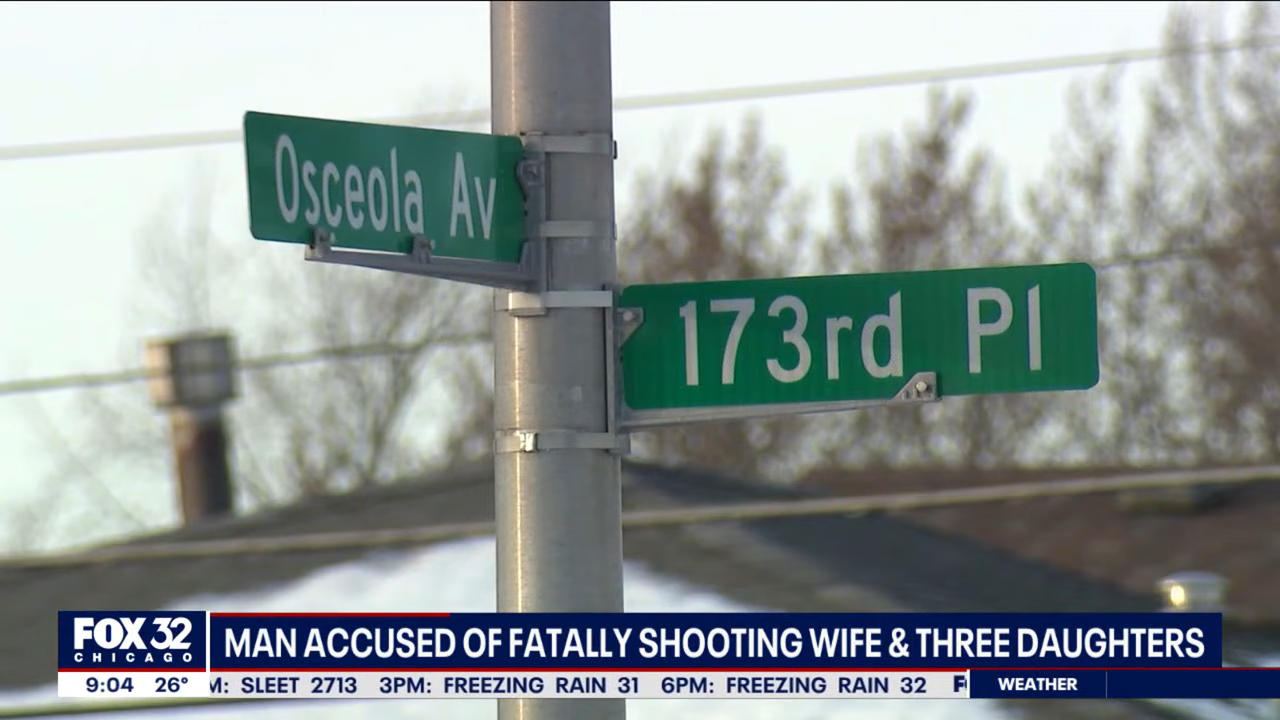 Osceola Av
173rd Pl
FOX 32
CHICAGO
MAN ACCUSED OF FATALLY SHOOTING WIFE & THREE DAUGHTERS
9:04 26° M: SLEET 2713 3PM: FREEZING RAIN 31 6PM: FREEZING RAIN 32 WEATHER